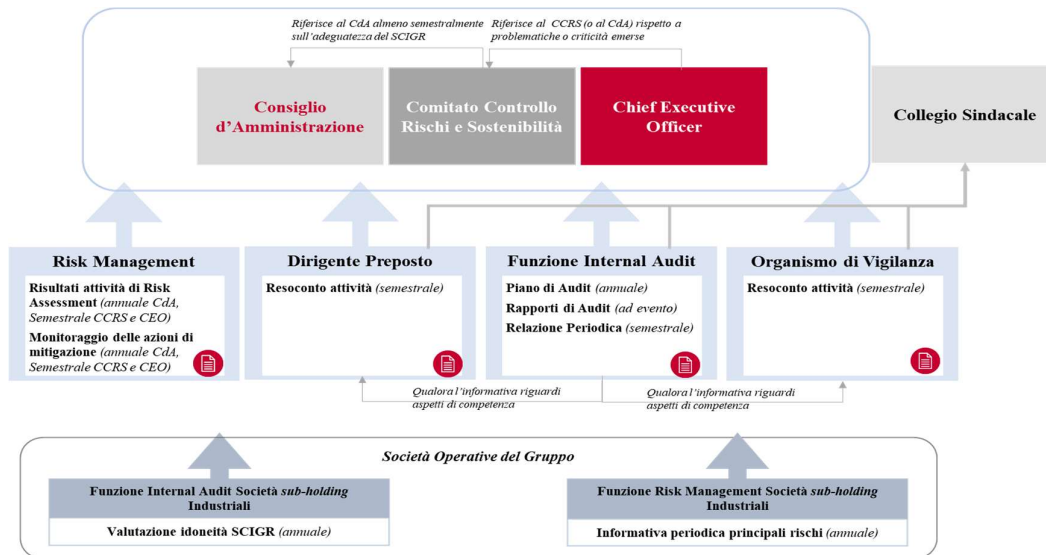 Riferisce al CdA almeno semestralmente
sull'adeguatezza del SCIGR
Riferisce al CCRS (o al CdA) rispetto a
problematiche o criticità emerse
Consiglio
d'Amministrazione
Comitato Controllo
Rischi e Sostenibilità
Chief Executive
Officer
Collegio Sindacale
Risk Management
Risultati attività di Risk
Assessment (annuale CdA,
Semestrale CCRS e CEO)
Monitoraggio delle azioni di
mitigazione (annuale CdA,
Semestrale CCRS e CEO)
Dirigente Preposto
Resoconto attività (semestrale)
Funzione Internal Audit
Piano di Audit (annuale)
Rapporti di Audit (ad evento)
Relazione Periodica (semestrale)
Organismo di Vigilanza
Resoconto attività (semestrale)
Qualora l'informativa riguardi
aspetti di competenza
Qualora l'informativa riguardi
aspetti di competenza
Società Operative del Gruppo
Funzione Internal Audit Società sub-holding
Industriali
Valutazione idoneità SCIGR (annuale)
Funzione Risk Management Società sub-holding
Industriali
Informativa periodica principali rischi (annuale)